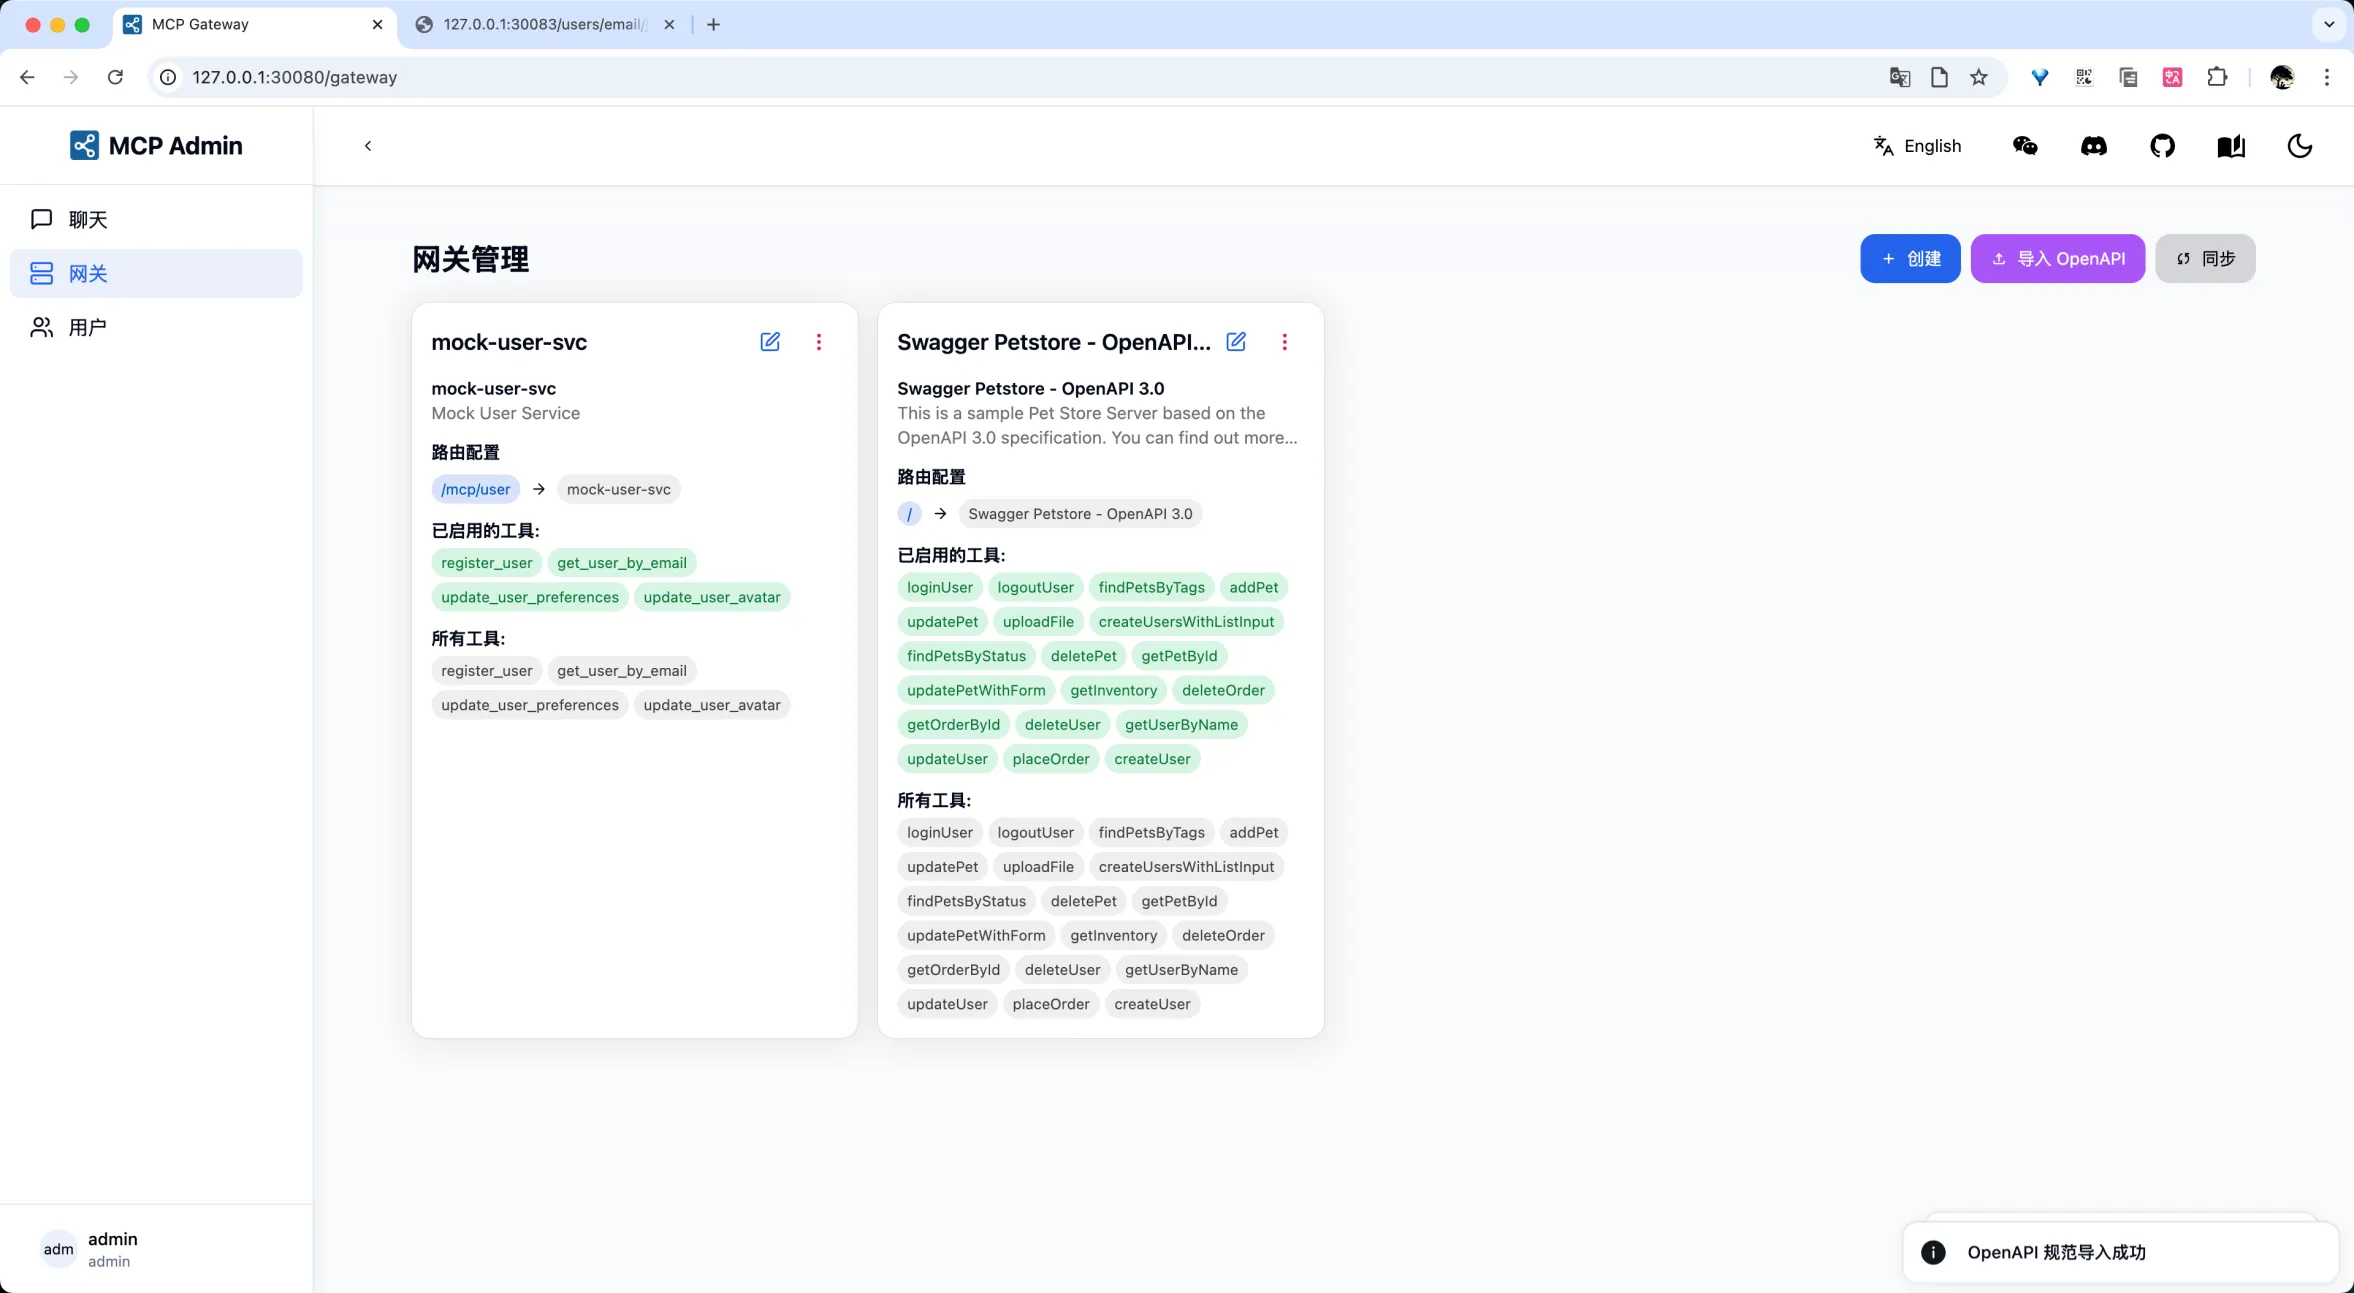 MCP Gateway
127.0.0.1:30083/users/email/
127.0.0.1:30080/gateway
MCP Admin
English
聊天
网关
用户
网关管理
创建
导入 OpenAPI
同步
mock-user-svc
mock-user-svc
Mock User Service
路由配置
/mcp/user → mock-user-svc
已启用的工具:
register_user get_user_by_email
update_user_preferences update_user_avatar
所有工具:
register_user get_user_by_email
update_user_preferences update_user_avatar
Swagger Petstore - OpenAPI...
Swagger Petstore - OpenAPI 3.0
This is a sample Pet Store Server based on the
OpenAPI 3.0 specification. You can find out more...
路由配置
/ → Swagger Petstore - OpenAPI 3.0
已启用的工具:
loginUser logoutUser findPetsByTags addPet
updatePet uploadFile createUsersWithListInput
findPetsByStatus deletePet getPetById
updatePetWithForm getInventory deleteOrder
getOrderById deleteUser getUserByName
updateUser placeOrder createUser
所有工具:
loginUser logoutUser findPetsByTags addPet
updatePet uploadFile createUsersWithListInput
findPetsByStatus deletePet getPetById
updatePetWithForm getInventory deleteOrder
getOrderById deleteUser getUserByName
updateUser placeOrder createUser
adm
admin
admin
OpenAPI 规范导入成功